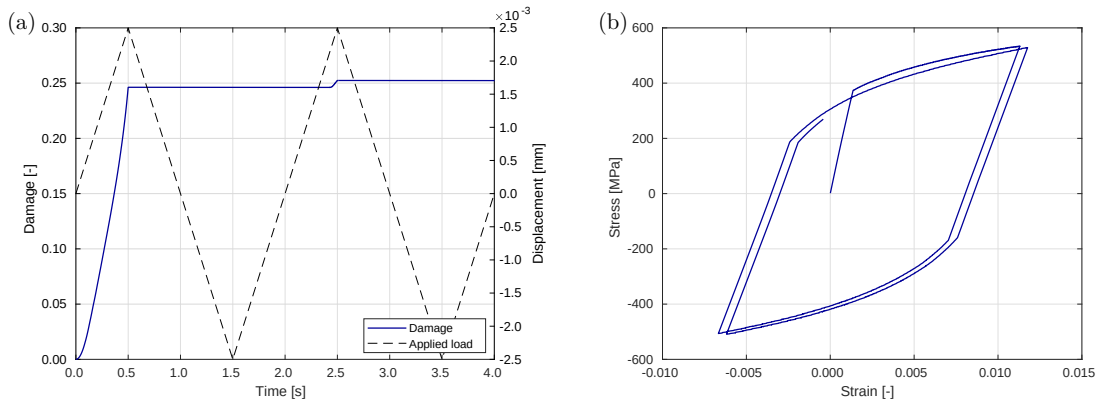 (a)
×10⁻³
0.30
0.25
0.20
0.15
0.10
0.05
0.00
Damage [-]
2.5
2.0
1.5
1.0
0.5
0.0
-0.5
-1.0
-1.5
-2.0
-2.5
Displacement [mm]
Damage
Applied load
0.0 0.5 1.0 1.5 2.0 2.5 3.0 3.5 4.0
Time [s]
(b)
600
400
200
0
-200
-400
-600
Stress [MPa]
-0.010 -0.005 0.000 0.005 0.010 0.015
Strain [-]